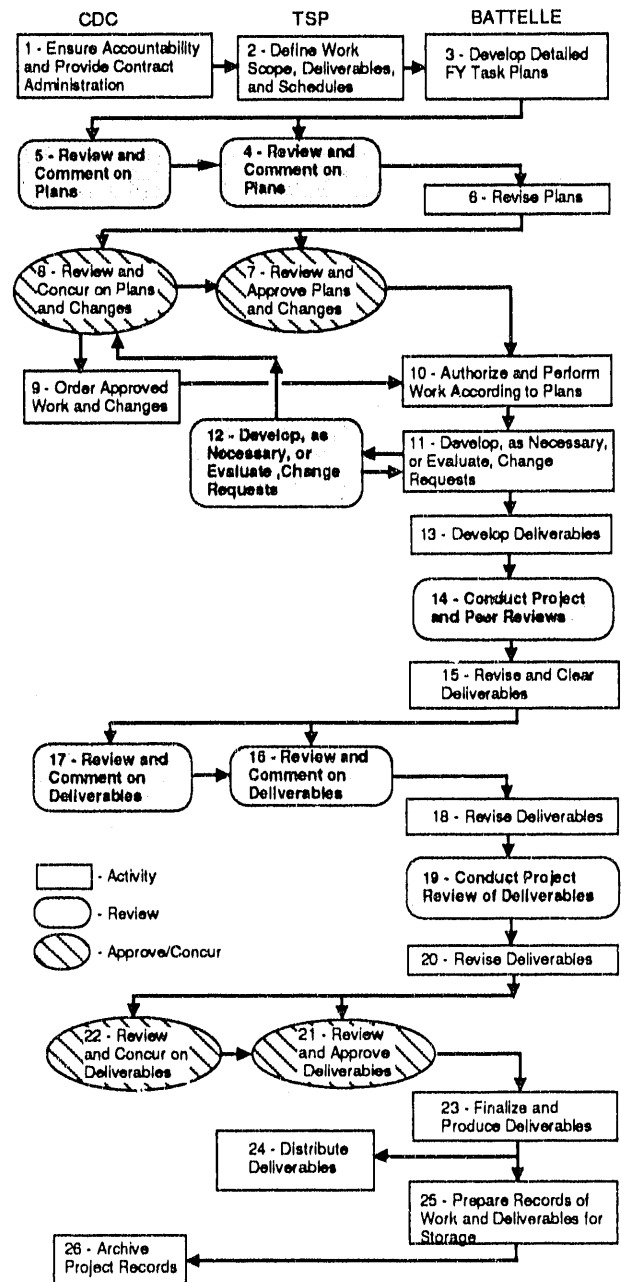 CDC TSP BATTELLE
1 - Ensure Accountability
and Provide Contract
Administration
2 - Define Work
Scope, Deliverables,
and Schedules
3 - Develop Detailed
FY Task Plans
5 - Review and
Comment on
Plans
4 - Review and
Comment on
Plans
6 - Revise Plans
8 - Review and
Concur on Plans
and Changes
7 - Review and
Approve Plans
and Changes
9 - Order Approved
Work and Changes
10 - Authorize and Perform
Work According to Plans
12 - Develop, as
Necessary, or
Evaluate ,Change
Requests
11 - Develop, as Necessary,
or Evaluate, Change
Requests
13 - Develop Deliverables
14 - Conduct Project
and Peer Reviews
15 - Revise and Clear
Deliverables
17 - Review and
Comment on
Deliverables
16 - Review and
Comment on
Deliverables
18 - Revise Deliverables
- Activity
- Review
- Approve/Concur
19 - Conduct Project
Review of Deliverables
20 - Revise Deliverables
22 - Review
and Concur on
Deliverables
21 - Review
and Approve
Deliverables
23 - Finalize and
Produce Deliverables
24 - Distribute
Deliverables
25 - Prepare Records of
Work and Deliverables for
Storage
26 - Archive
Project Records